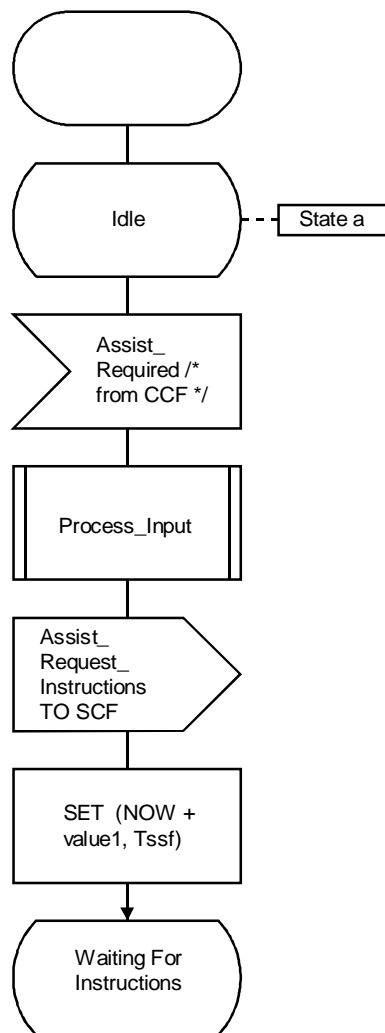 Idle
State a
Assist_
Required /*
from CCF */
Process_Input
Assist_
Request_
Instructions
TO SCF
SET (NOW +
value1, Tssf)
Waiting For
Instructions